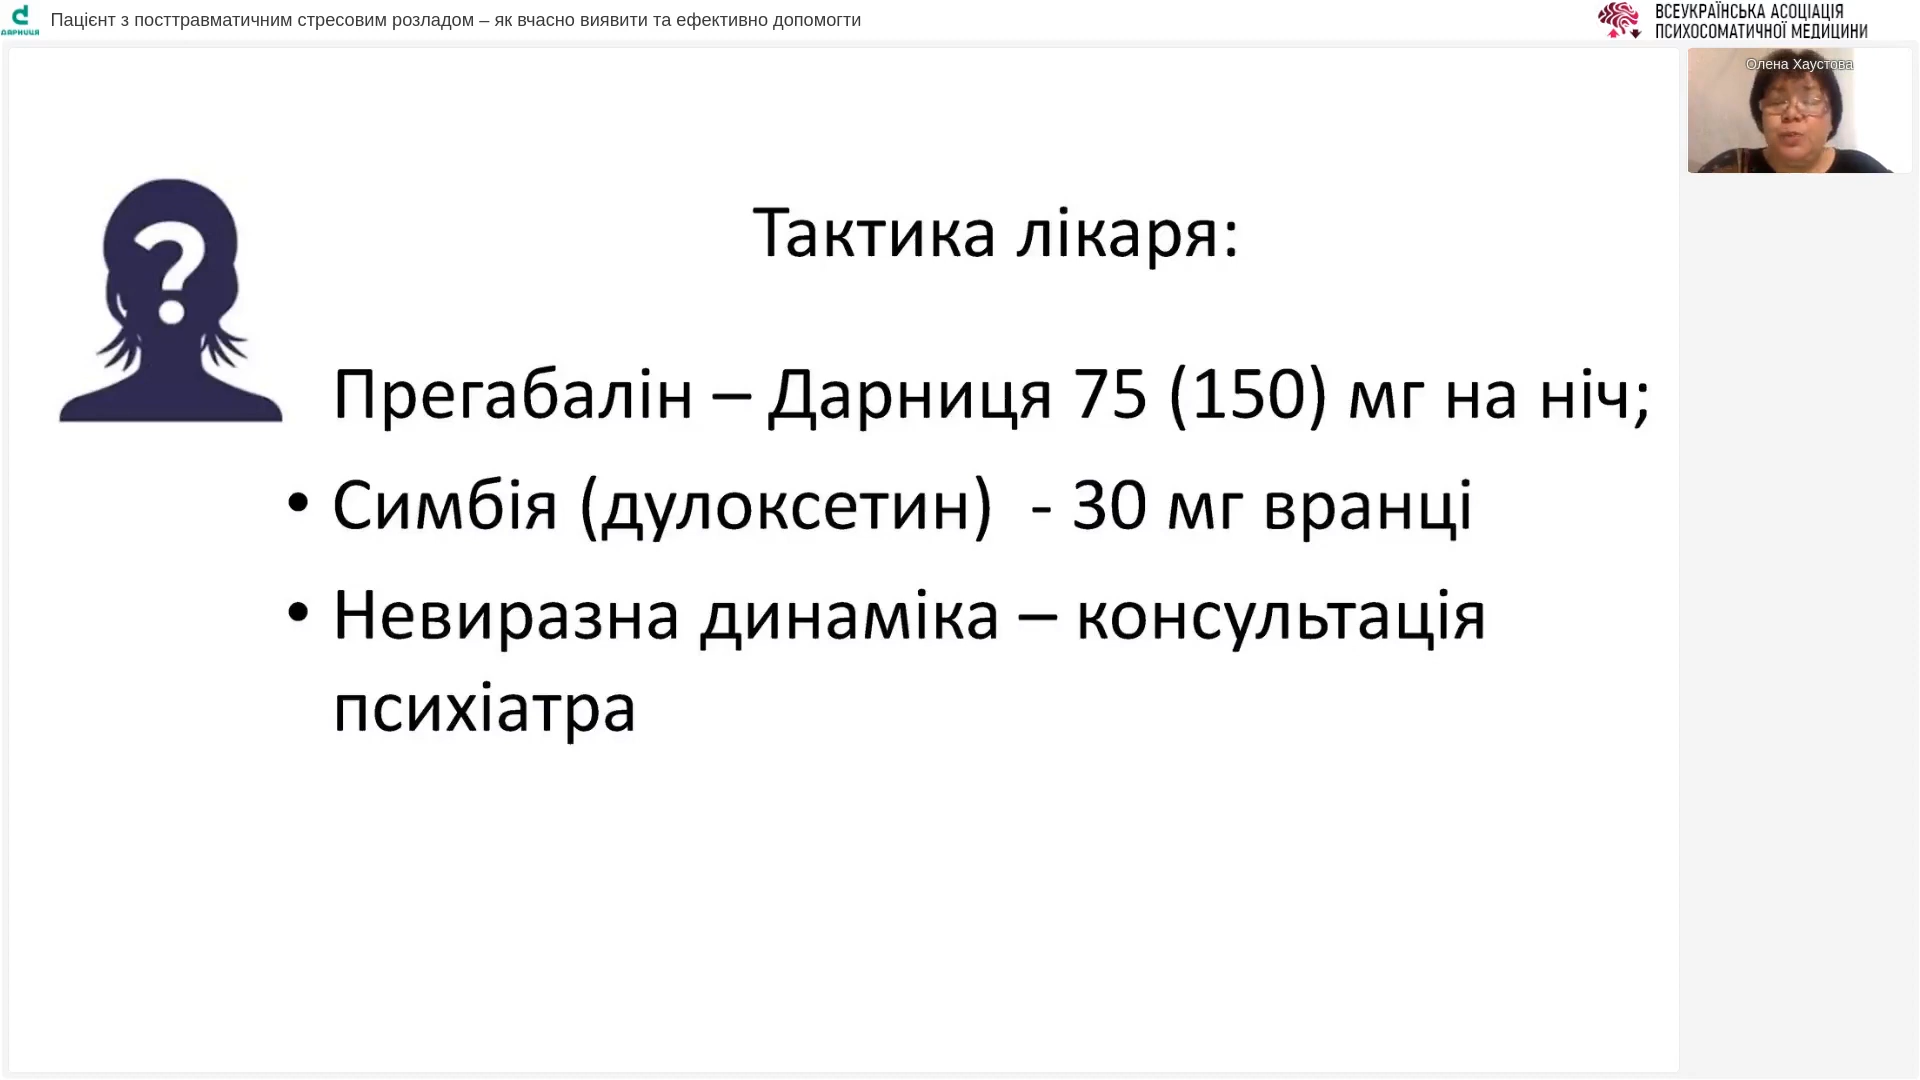 ДАРНИЦЯ
Пацієнт з посттравматичним стресовим розладом – як вчасно виявити та ефективно допомогти
ВСЕУКРАЇНСЬКА АСОЦІАЦІЯ
ПСИХОСОМАТИЧНОЇ МЕДИЦИНИ
Олена Хаустова
?
Тактика лікаря:
Прегабалін – Дарниця 75 (150) мг на ніч;
• Симбія (дулоксетин)  - 30 мг вранці
• Невиразна динаміка – консультація
психіатра